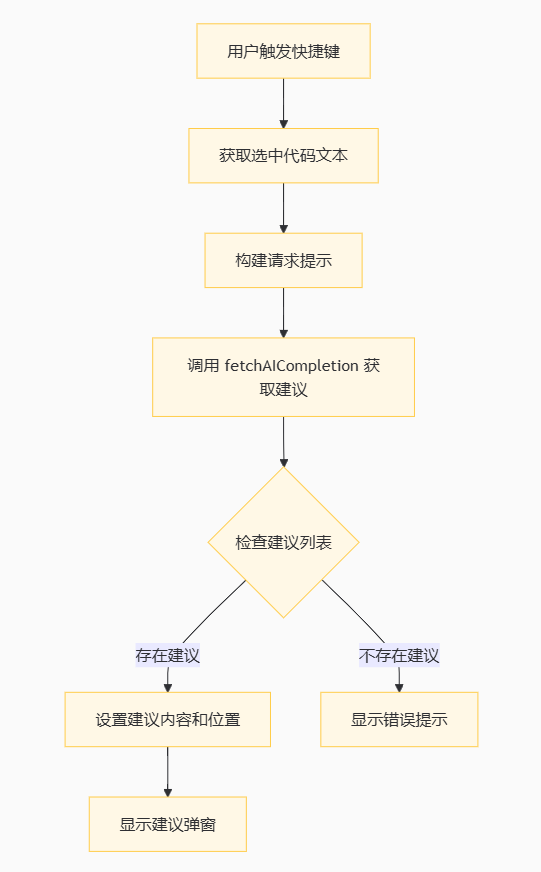 用户触发快捷键
获取选中代码文本
构建请求提示
调用 fetchAICompletion 获
取建议
检查建议列表
存在建议
不存在建议
设置建议内容和位置
显示错误提示
显示建议弹窗